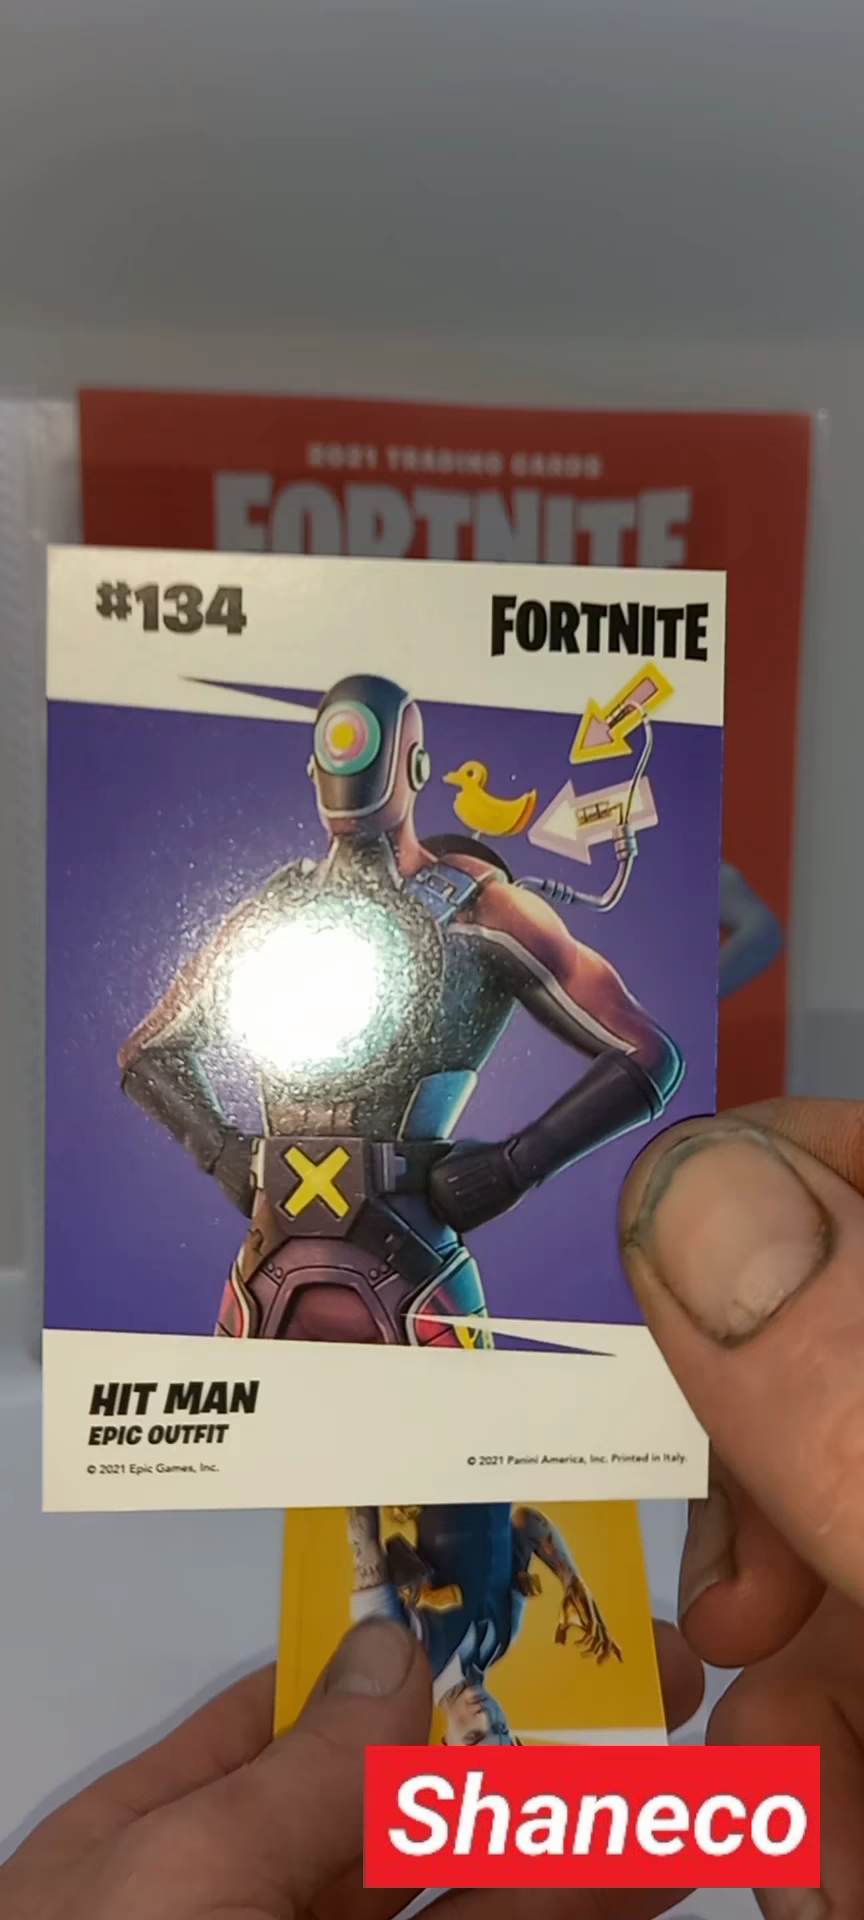 2021 TRADING CARDS
FORTNITE
#134
FORTNITE
HIT MAN
EPIC OUTFIT
© 2021 Epic Games, Inc.
© 2021 Panini America, Inc. Printed in Italy.
Shaneco